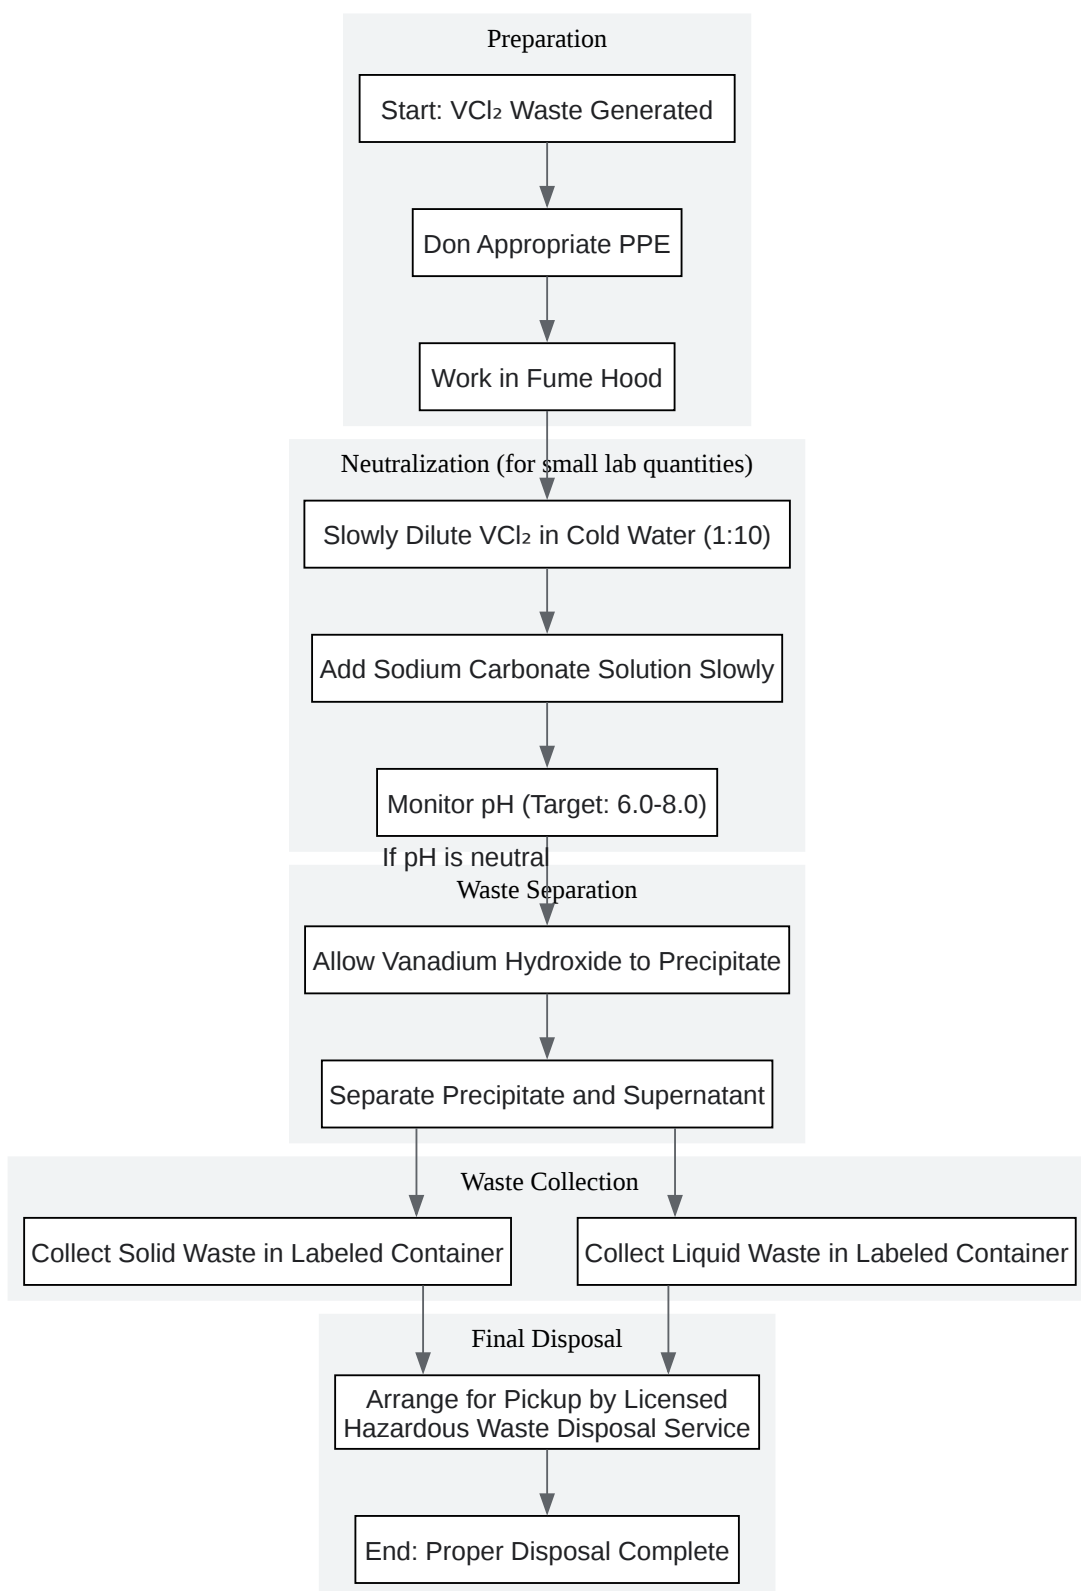 Preparation
Start: VCl₂ Waste Generated
Don Appropriate PPE
Work in Fume Hood
Neutralization (for small lab quantities)
Slowly Dilute VCl₂ in Cold Water (1:10)
Add Sodium Carbonate Solution Slowly
Monitor pH (Target: 6.0-8.0)
If pH is neutral
Waste Separation
Allow Vanadium Hydroxide to Precipitate
Separate Precipitate and Supernatant
Waste Collection
Collect Solid Waste in Labeled Container
Collect Liquid Waste in Labeled Container
Final Disposal
Arrange for Pickup by Licensed
Hazardous Waste Disposal Service
End: Proper Disposal Complete